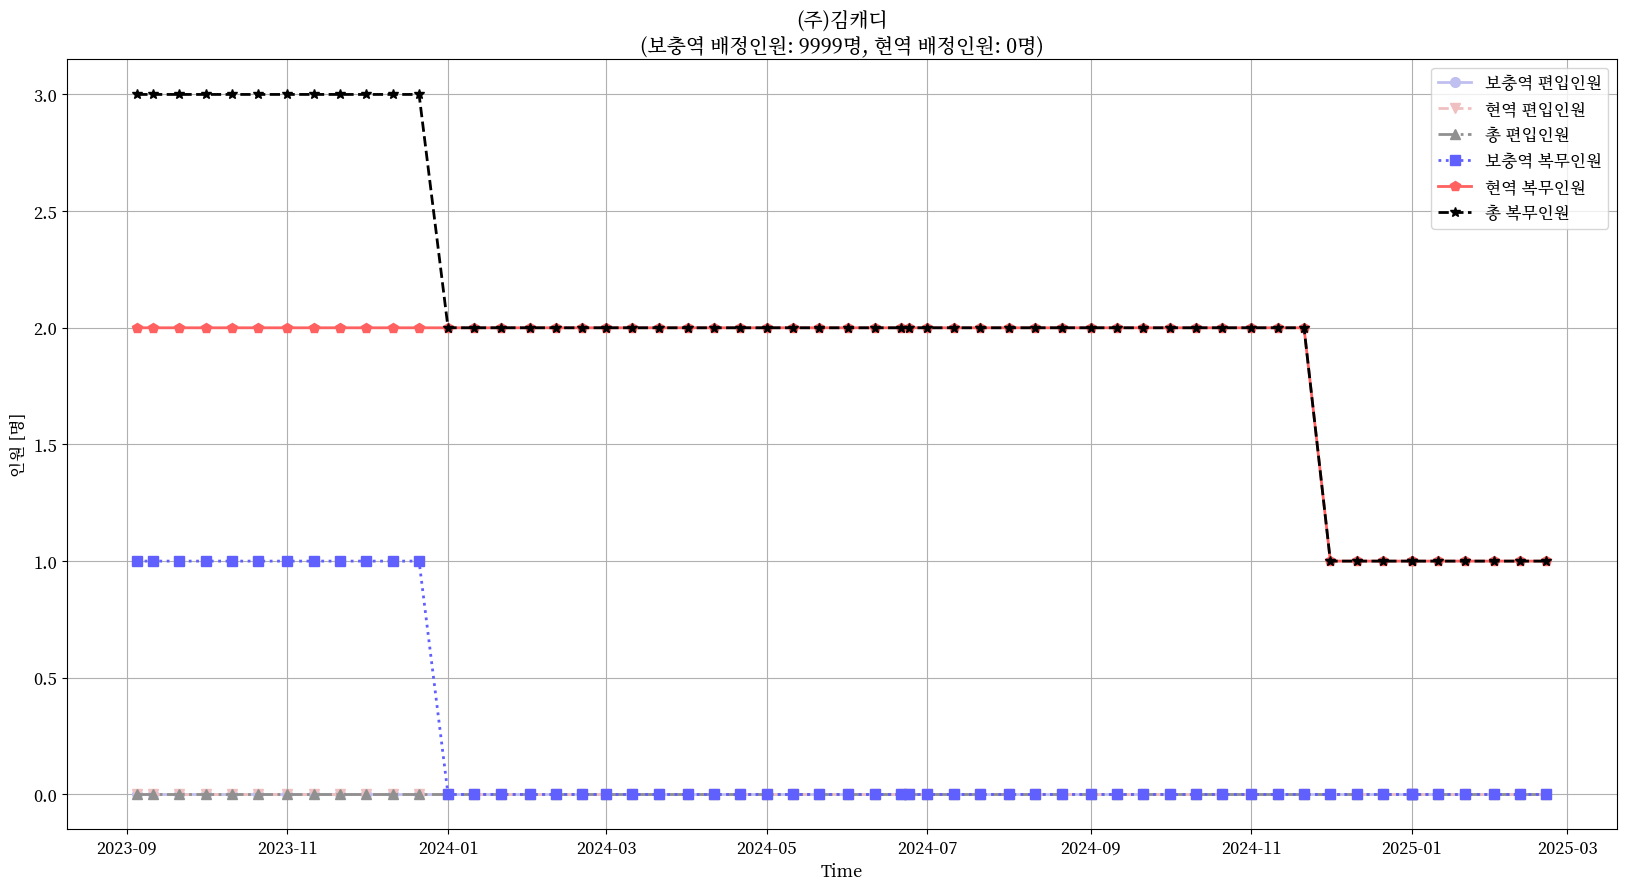 (주)김캐디
(보충역 배정인원: 9999명, 현역 배정인원: 0명)
보충역 편입인원
현역 편입인원
총 편입인원
보충역 복무인원
현역 복무인원
총 복무인원
인원 [명]
3.0
2.5
2.0
1.5
1.0
0.5
0.0
2023-09 2023-11 2024-01 2024-03 2024-05 2024-07 2024-09 2024-11 2025-01 2025-03
Time